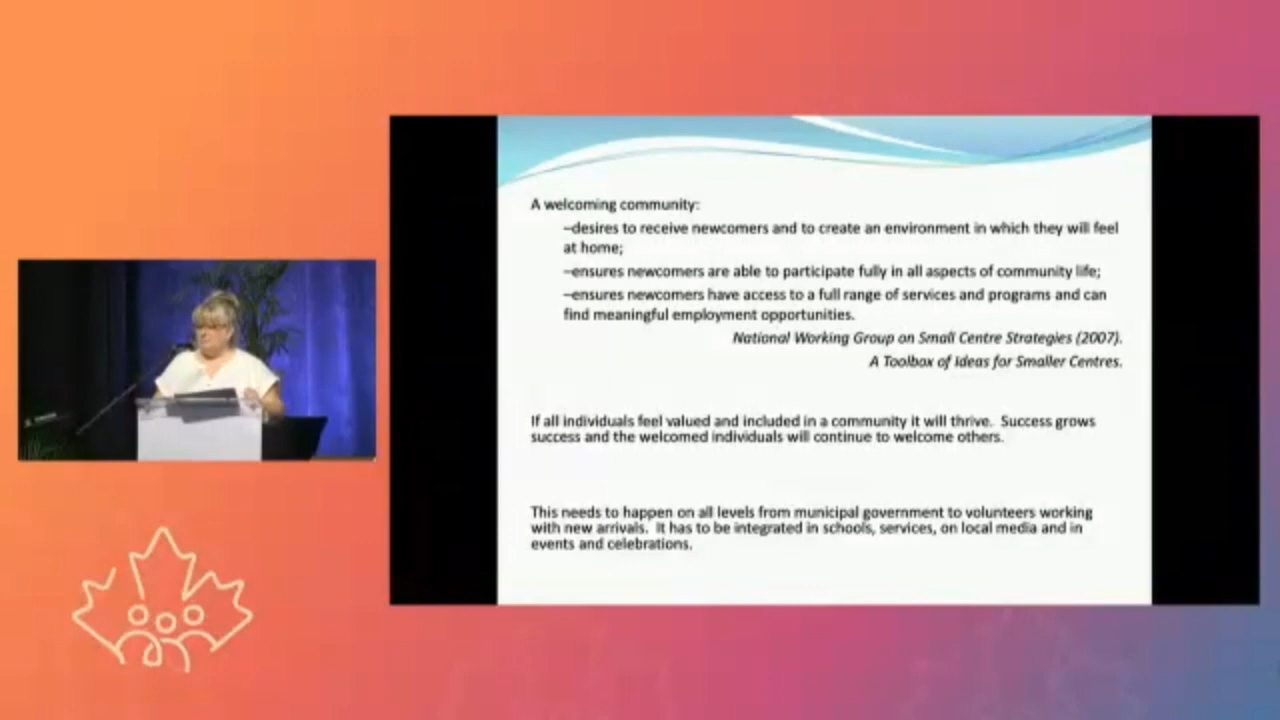 A welcoming community:
–desires to receive newcomers and to create an environment in which they will feel
at home;
–ensures newcomers are able to participate fully in all aspects of community life;
–ensures newcomers have access to a full range of services and programs and can
find meaningful employment opportunities.
National Working Group on Small Centre Strategies (2007).
A Toolbox of Ideas for Smaller Centres.
If all individuals feel valued and included in a community it will thrive.  Success grows
success and the welcomed individuals will continue to welcome others.
This needs to happen on all levels from municipal government to volunteers working
with new arrivals.  It has to be integrated in schools, services, on local media and in
events and celebrations.